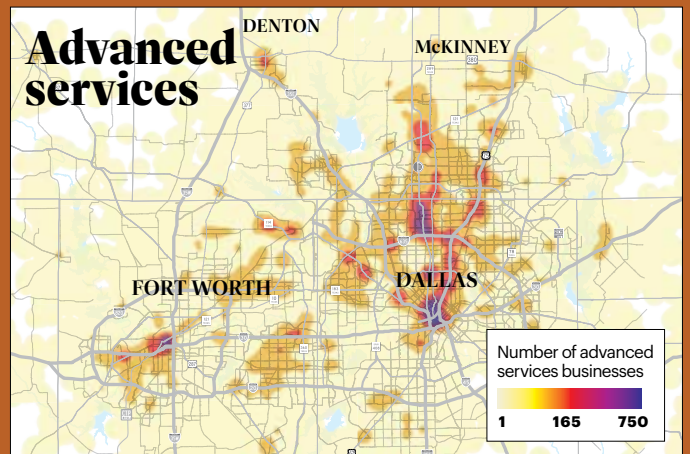 DENTON
Advanced
services
McKINNEY
FORT WORTH
DALLAS
Number of advanced
services businesses
1 165 750